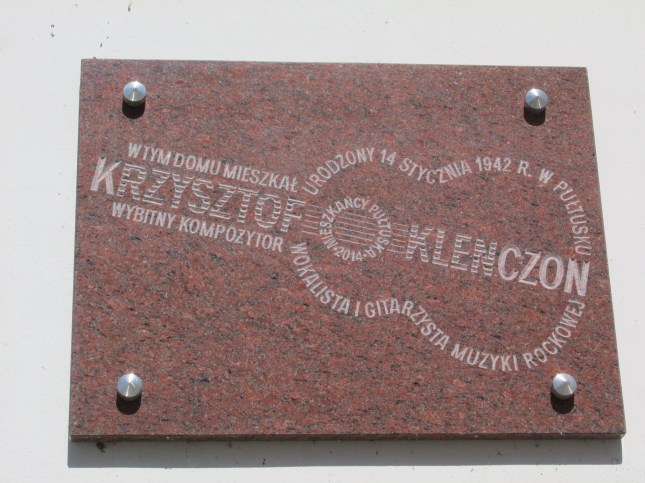 W TYM DOMU MIESZKAŁ
KRZYSZTOF KLENCZON
WYBITNY KOMPOZYTOR
URODZONY 14 STYCZNIA 1942 R. W PUŁTUSKU
WOKALISTA I GITARZYSTA MUZYKI ROCKOWEJ
MIESZKAŃCY PUŁTUSKA
2014